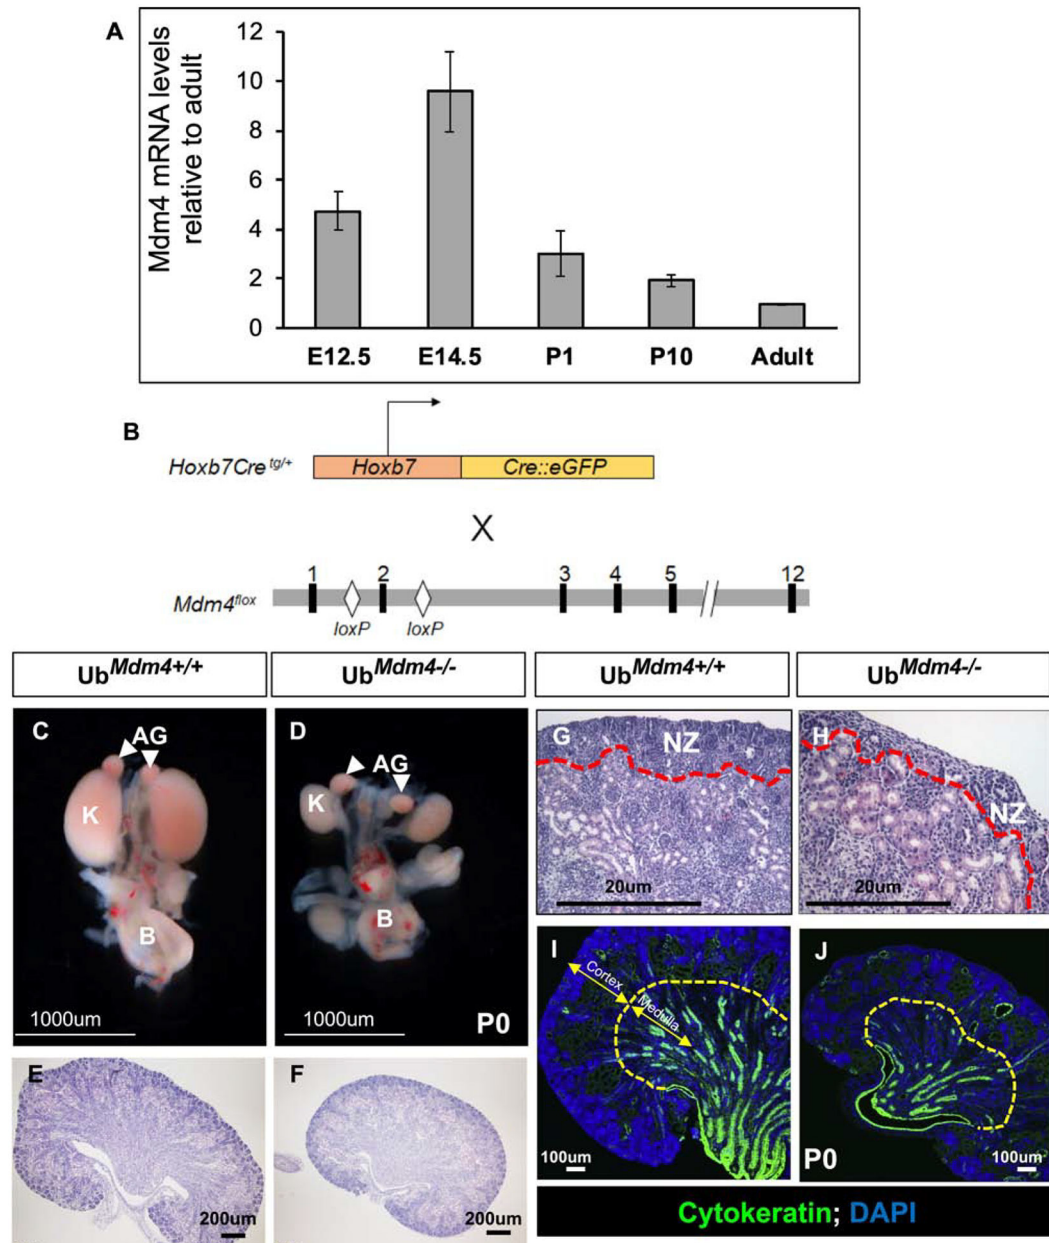 A
Mdm4 mRNA levels
relative to adult
12
10
8
6
4
2
0
E12.5 E14.5 P1 P10 Adult
B
Hoxb7Cre tg/+
Hoxb7 Cre::eGFP
X
Mdm4flox
1 2 3 4 5 12
loxP loxP
UbMdm4+/+ UbMdm4-/- UbMdm4+/+ UbMdm4-/-
C
AG
K
B
1000um
D
AG
K
B
1000um
P0
E
200um
F
200um
G
NZ
20um
H
NZ
20um
I
Cortex
Medulla
100um
J
P0
100um
Cytokeratin; DAPI